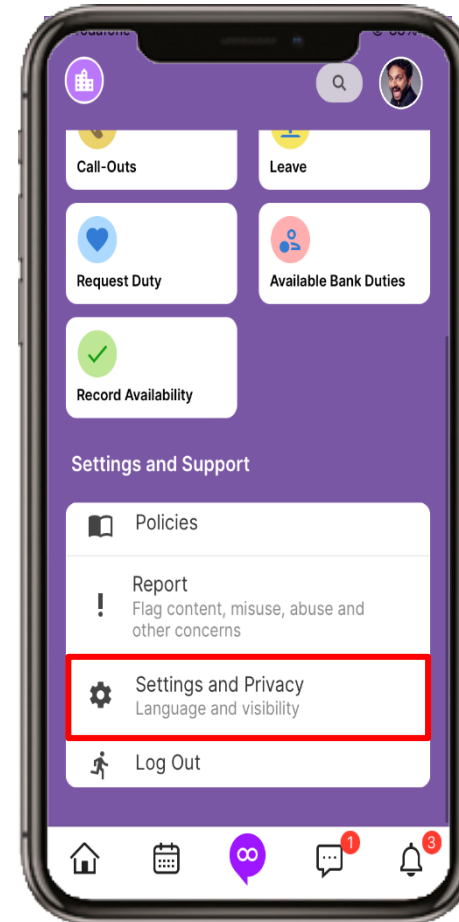 Call-Outs
Leave
Request Duty
Available Bank Duties
Record Availability
Settings and Support
Policies
Report
Flag content, misuse, abuse and
other concerns
Settings and Privacy
Language and visibility
Log Out
1
3